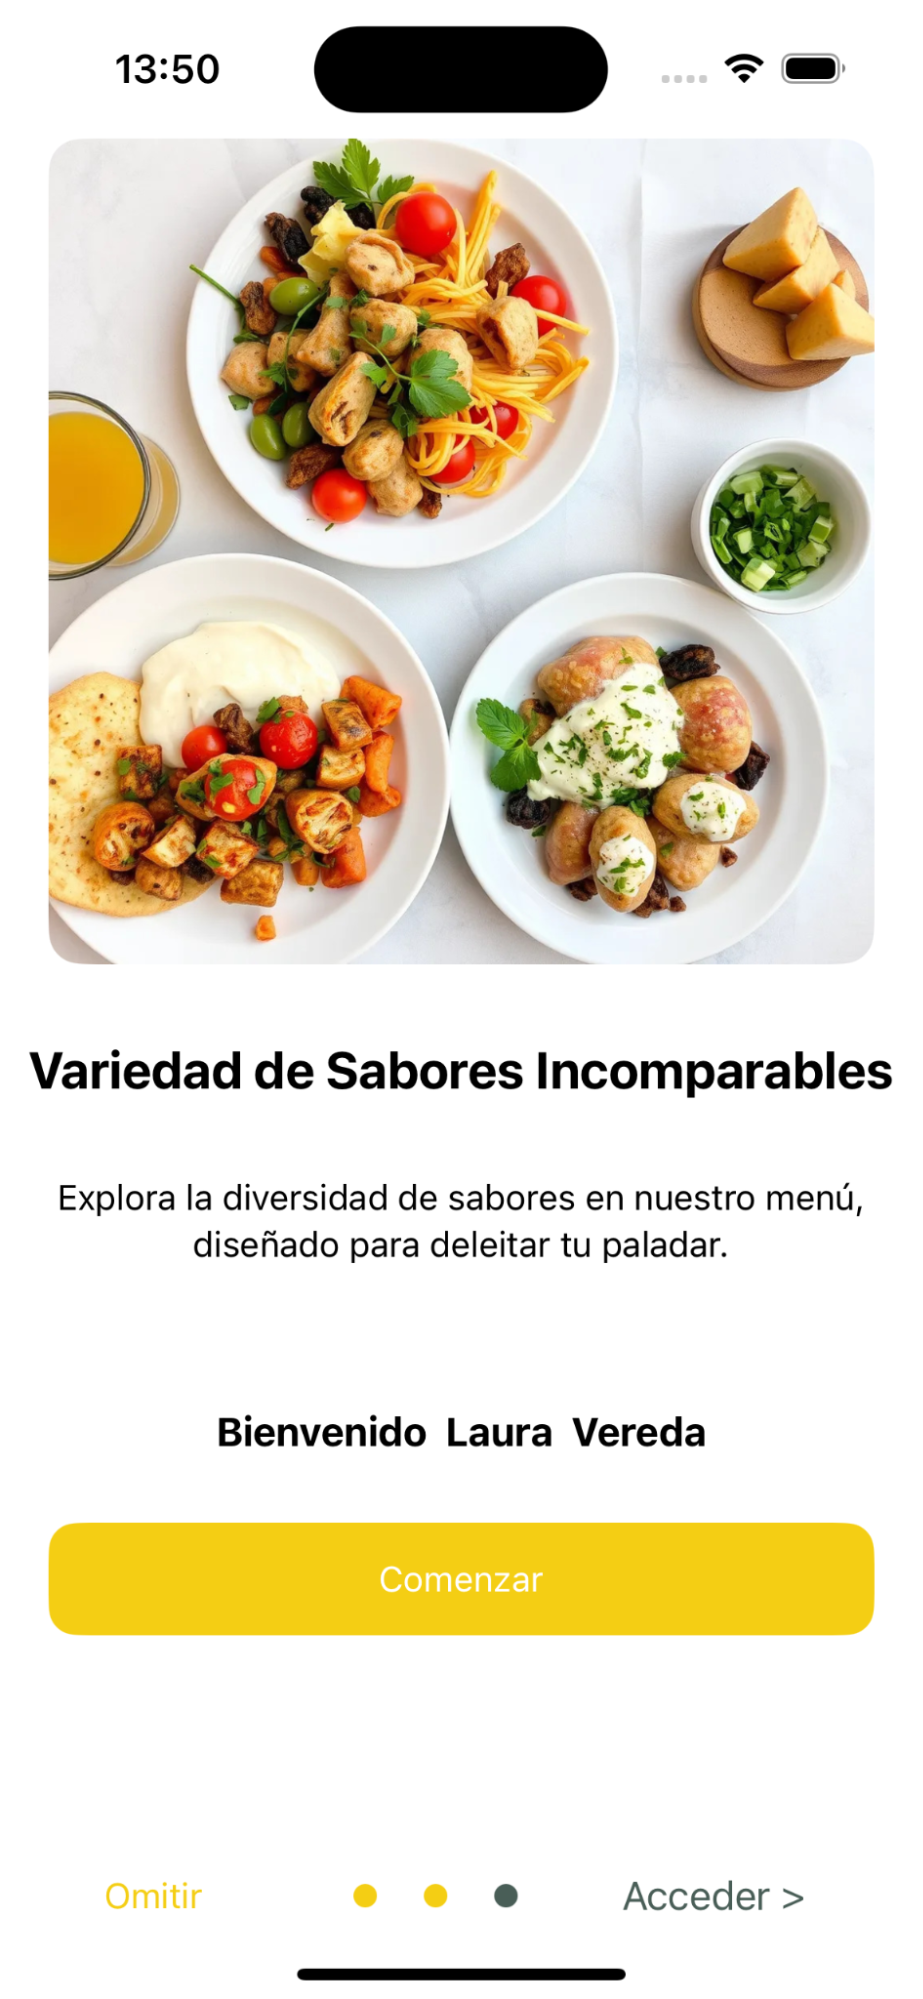 13:50
Variedad de Sabores Incomparables
Explora la diversidad de sabores en nuestro menú,
diseñado para deleitar tu paladar.
Bienvenido Laura Vereda
Comenzar
Omitir
Acceder >